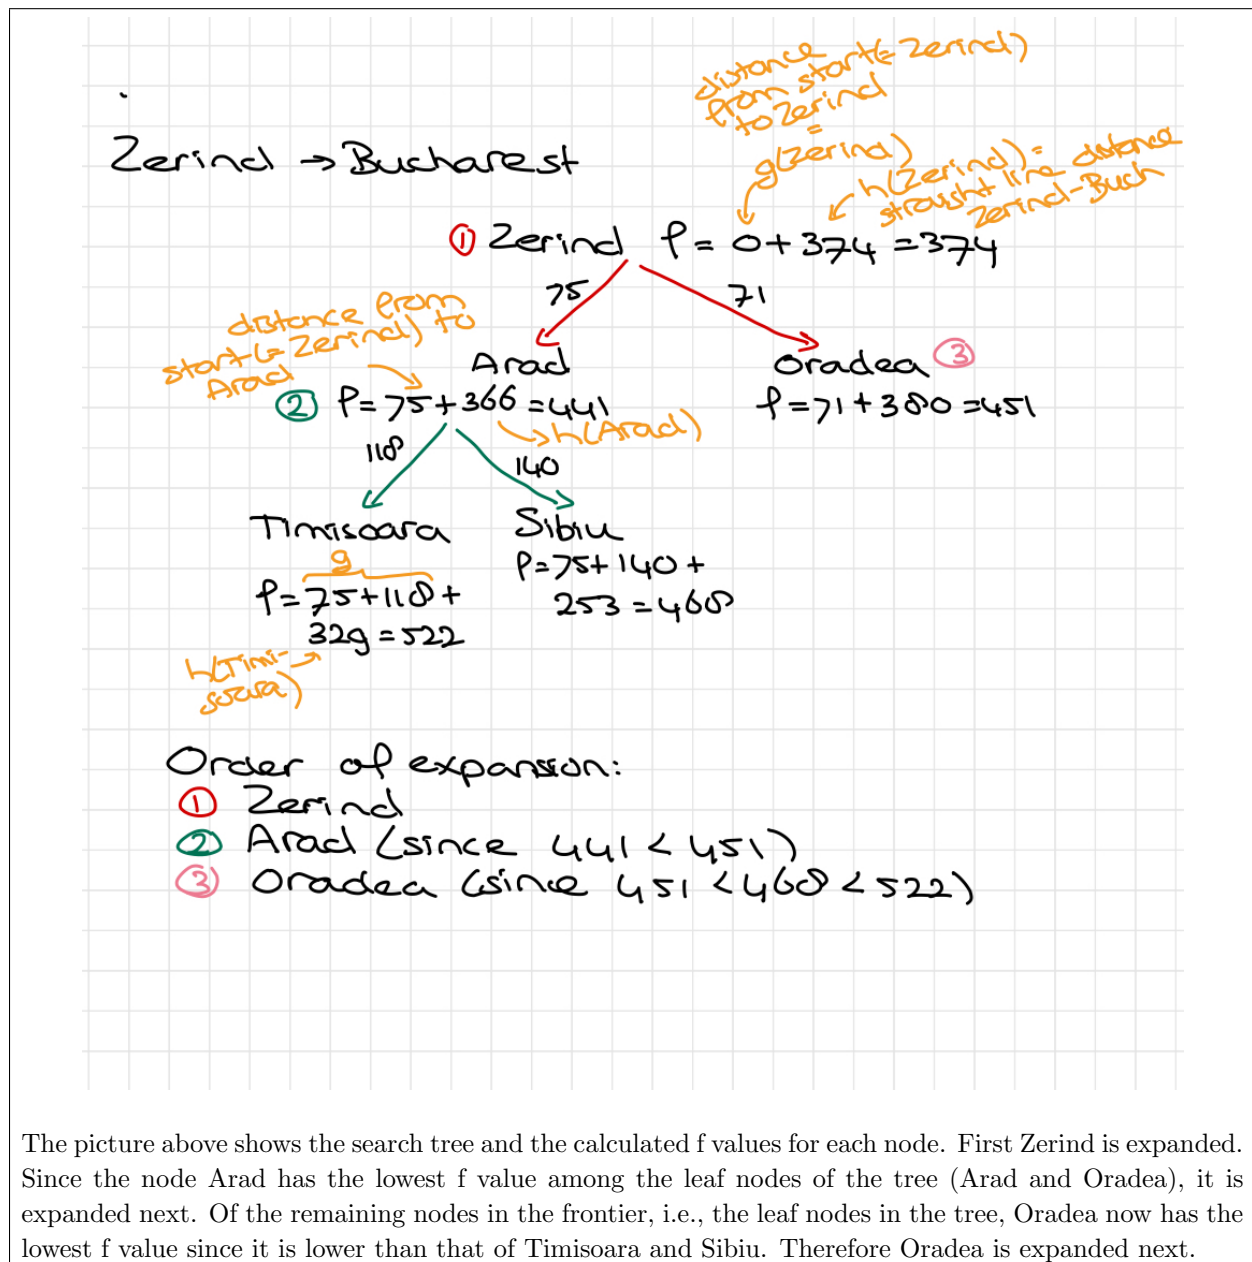 distance
from start(= Zerind)
to Zerind
=
g(Zerind)
h(Zerind) =
straight line distance
Zerind-Buch
Zerind → Bucharest
① Zerind f = 0 + 374 = 374
75
71
distance from
start(= Zerind) to
Arad
Arad
Oradea ③
② f = 75 + 366 = 441
f = 71 + 380 = 451
h(Arad)
118
140
Timisoara
Sibiu
g
f = 75 + 140 +
253 = 468
f = 75 + 118 +
329 = 522
h(Timi-
soara)
Order of expansion:
① Zerind
② Arad (since 441 < 451)
③ Oradea (since 451 < 468 < 522)
The picture above shows the search tree and the calculated f values for each node. First Zerind is expanded.
Since the node Arad has the lowest f value among the leaf nodes of the tree (Arad and Oradea), it is
expanded next. Of the remaining nodes in the frontier, i.e., the leaf nodes in the tree, Oradea now has the
lowest f value since it is lower than that of Timisoara and Sibiu. Therefore Oradea is expanded next.